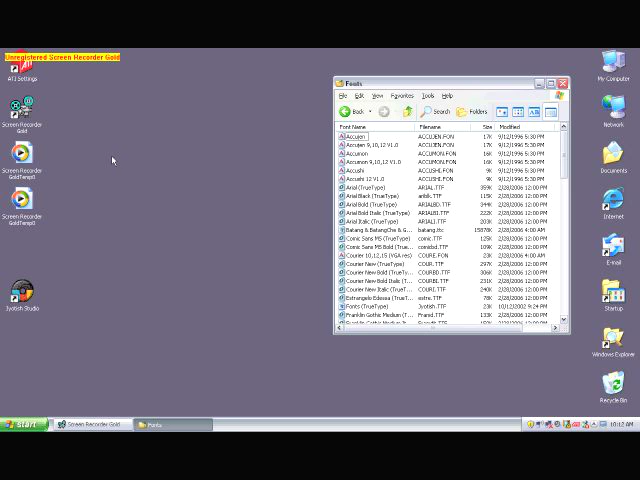 Unregistered Screen Recorder Gold
ATI Settings
Screen Recorder
Gold
Screen Recorder
GoldTemp0
Screen Recorder
GoldTemp0
Jyotish Studio
Fonts
File Edit View Favorites Tools Help
Back Search Folders
Font Name Filename Size Modified
Accujen ACCUJEN.FON 17K 9/12/1996 5:30 PM
Accujen 9,10,12 V1.0 ACCUJEN.FON 17K 9/12/1996 5:30 PM
Accumon ACCUMON.FON 16K 9/12/1996 5:30 PM
Accumon 9,10,12 V1.0 ACCUMON.FON 16K 9/12/1996 5:30 PM
Accushi ACCUSHI.FON 9K 9/12/1996 5:30 PM
Accushi 12 V1.0 ACCUSHI.FON 9K 9/12/1996 5:30 PM
Arial (TrueType) ARIAL.TTF 359K 2/28/2006 12:00 PM
Arial Black (TrueType) ariblk.TTF 115K 2/28/2006 12:00 PM
Arial Bold (TrueType) ARIALBD.TTF 344K 2/28/2006 12:00 PM
Arial Bold Italic (TrueType) ARIALBI.TTF 222K 2/28/2006 12:00 PM
Arial Italic (TrueType) ARIALI.TTF 203K 2/28/2006 12:00 PM
Batang & BatangChe & G... batang.ttc 15878K 2/28/2006 4:00 AM
Comic Sans MS (TrueType) comic.TTF 125K 2/28/2006 12:00 PM
Comic Sans MS Bold (Tru... comicbd.TTF 109K 2/28/2006 12:00 PM
Courier 10,12,15 (VGA res) COURE.FON 23K 2/28/2006 4:00 AM
Courier New (TrueType) COUR.TTF 297K 2/28/2006 12:00 PM
Courier New Bold (TrueT... COURBD.TTF 306K 2/28/2006 12:00 PM
Courier New Bold Italic (T... COURBI.TTF 231K 2/28/2006 12:00 PM
Courier New Italic (TrueT... COURI.TTF 240K 2/28/2006 12:00 PM
Estrangelo Edessa (TrueT... estre.TTF 78K 2/28/2006 12:00 PM
Fonts (TrueType) Jyotish.TTF 23K 10/12/2002 9:24 PM
Franklin Gothic Medium (T... Framd.TTF 2/28/2006 12:00 PM
Franklin Gothic Medium It...
My Computer
Network
Documents
Internet
E-mail
Startup
Windows Explorer
Recycle Bin
start Screen Recorder Gold Fonts 10:12 AM